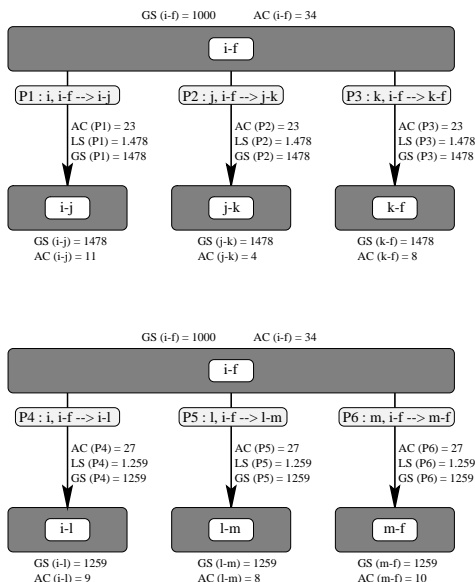 GS (i-f) = 1000 AC (i-f) = 34
i-f
P1 : i, i-f --> i-j P2 : j, i-f --> j-k P3 : k, i-f --> k-f
AC (P1) = 23 AC (P2) = 23 AC (P3) = 23
LS (P1) = 1.478 LS (P2) = 1.478 LS (P3) = 1.478
GS (P1) = 1478 GS (P2) = 1478 GS (P3) = 1478
i-j j-k k-f
GS (i-j) = 1478 GS (j-k) = 1478 GS (k-f) = 1478
AC (i-j) = 11 AC (j-k) = 4 AC (k-f) = 8
GS (i-f) = 1000 AC (i-f) = 34
i-f
P4 : i, i-f --> i-l P5 : l, i-f --> l-m P6 : m, i-f --> m-f
AC (P4) = 27 AC (P5) = 27 AC (P6) = 27
LS (P4) = 1.259 LS (P5) = 1.259 LS (P6) = 1.259
GS (P4) = 1259 GS (P5) = 1259 GS (P6) = 1259
i-l l-m m-f
GS (i-l) = 1259 GS (l-m) = 1259 GS (m-f) = 1259
AC (i-l) = 9 AC (l-m) = 8 AC (m-f) = 10